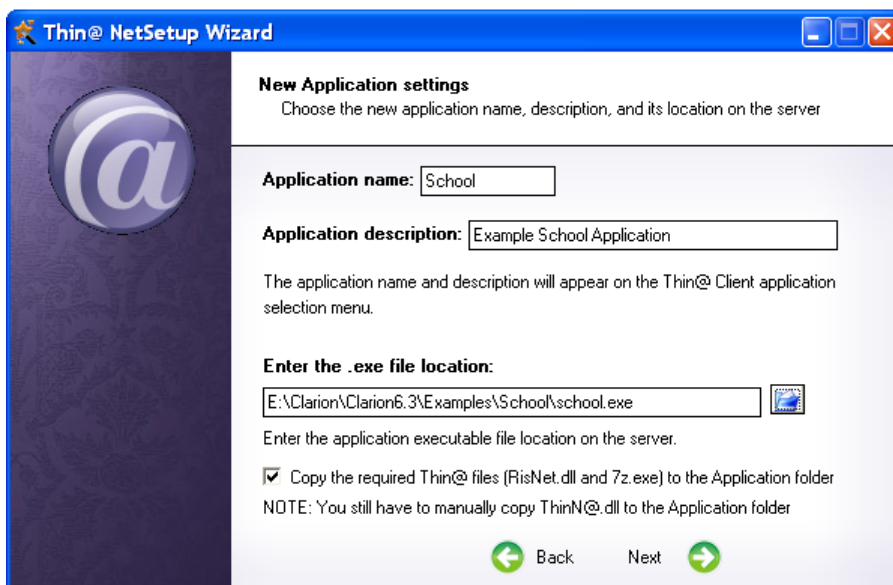 Thin@ NetSetup Wizard
New Application settings
Choose the new application name, description, and its location on the server
Application name: School
Application description: Example School Application
The application name and description will appear on the Thin@ Client application
selection menu.
Enter the .exe file location:
E:\Clarion\Clarion6.3\Examples\School\school.exe
Enter the application executable file location on the server.
Copy the required Thin@ files (RisNet.dll and 7z.exe) to the Application folder
NOTE: You still have to manually copy ThinN@.dll to the Application folder
Back Next